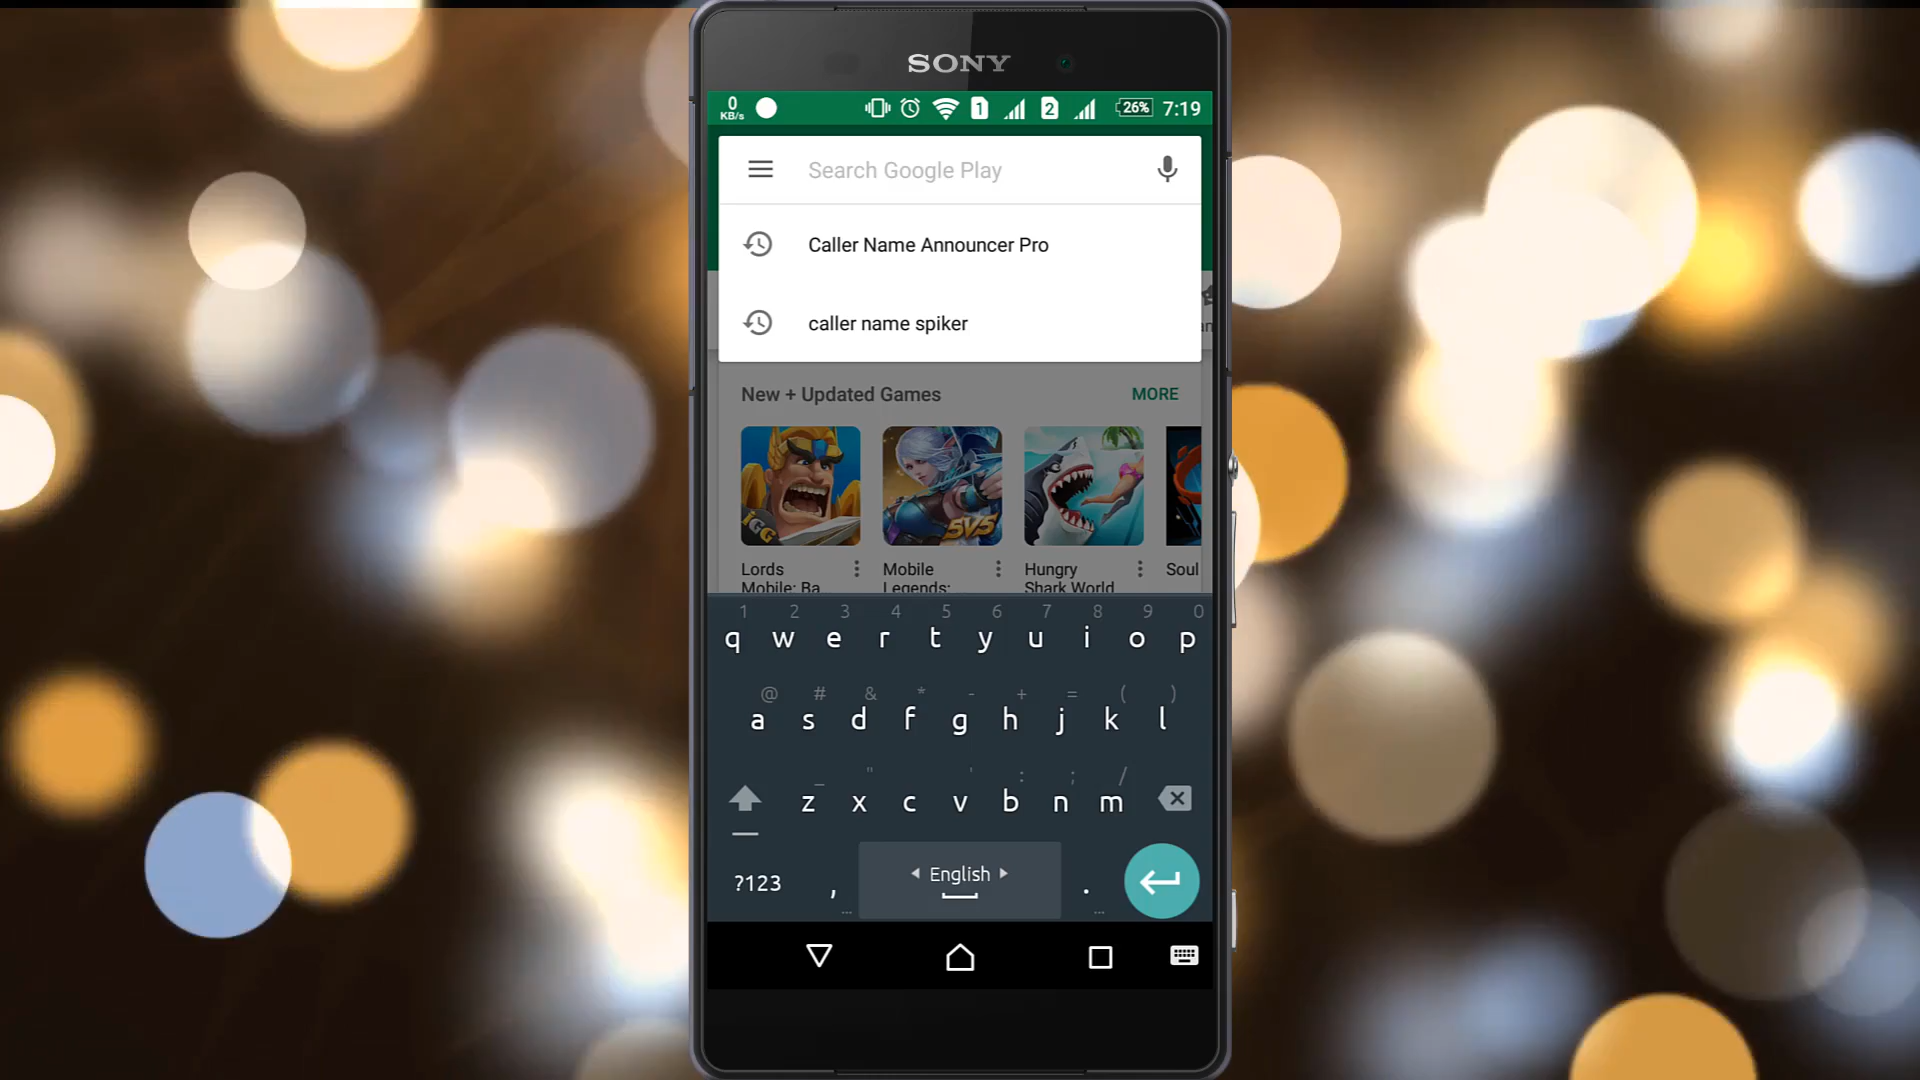 SONY
0 KB/s 1 2 26% 7:19
Search Google Play
Caller Name Announcer Pro
caller name spiker
New + Updated Games MORE
IGG 5V5
Lords Mobile Hungry Soul
Mobile: Ba Legends: Shark World
1 2 3 4 5 6 7 8 9 0
q w e r t y u i o p
@ # & * - + = ( )
a s d f g h j k l
_ " ' : ; /
z x c v b n m
?123 , English .